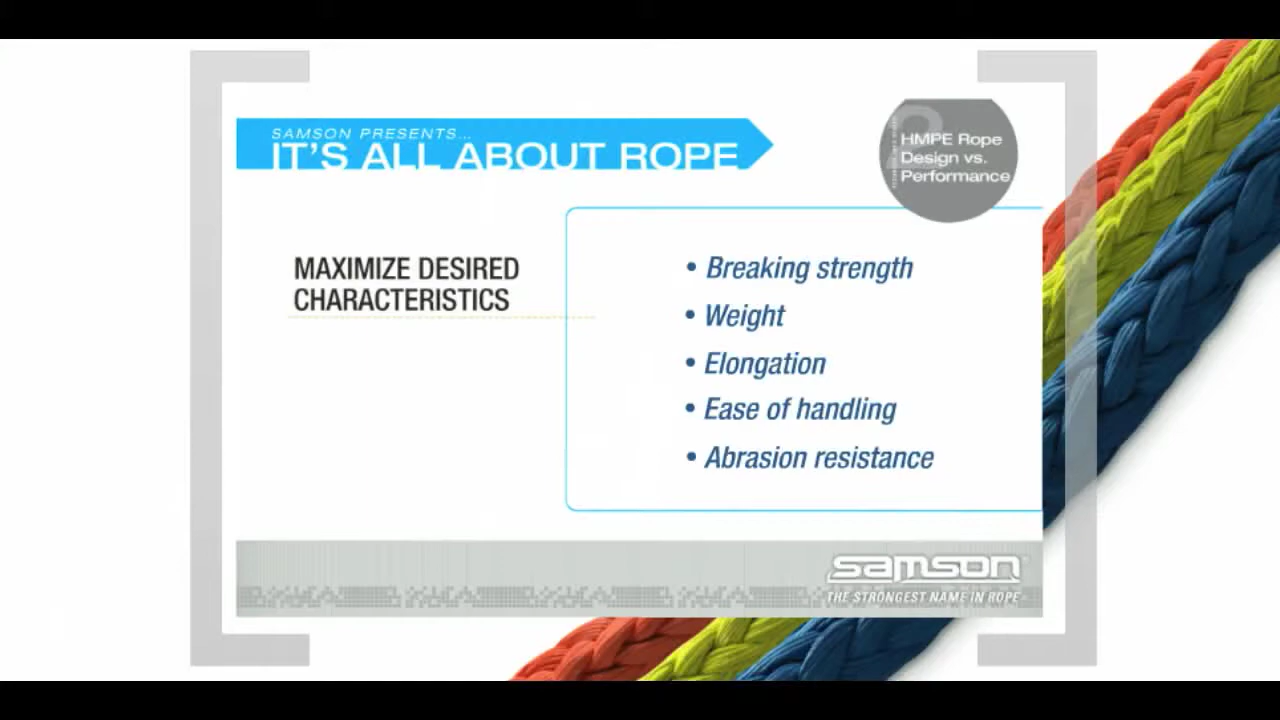 SAMSON PRESENTS...
IT'S ALL ABOUT ROPE
2
HMPE Rope
Design vs.
Performance
MAXIMIZE DESIRED
CHARACTERISTICS
• Breaking strength
• Weight
• Elongation
• Ease of handling
• Abrasion resistance
samson
THE STRONGEST NAME IN ROPE